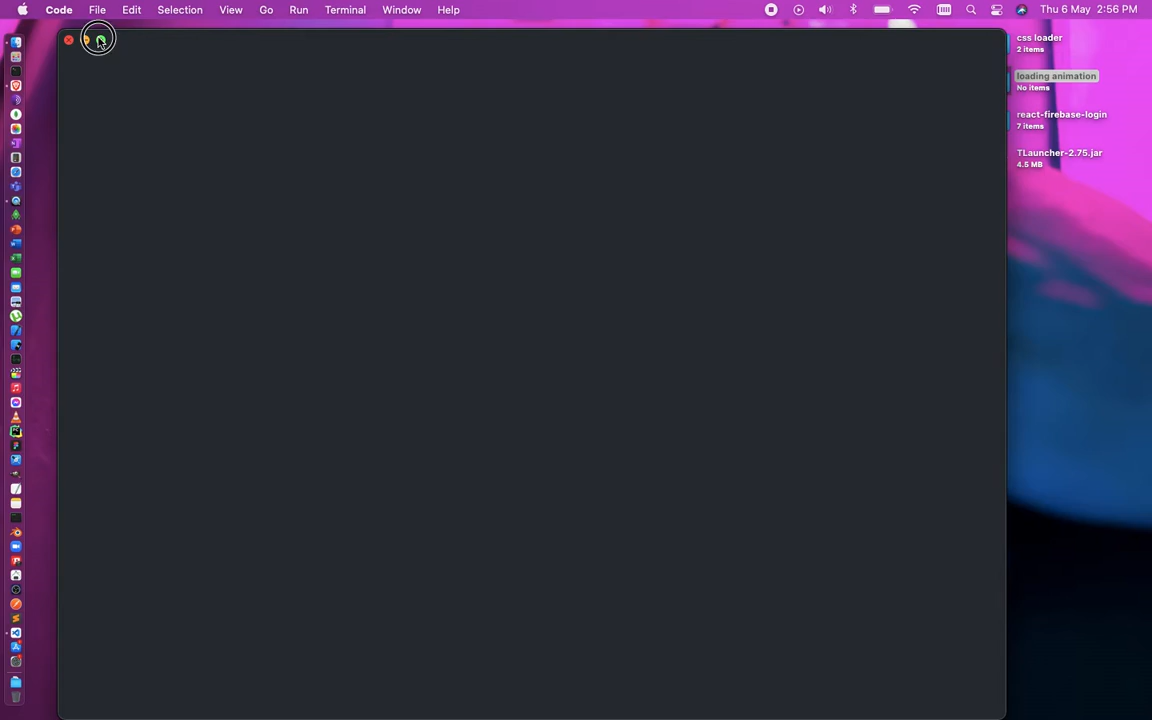 Code File Edit Selection View Go Run Terminal Window Help Thu 6 May 2:56 PM
css loader
2 items
loading animation
No items
react-firebase-login
7 items
TLauncher-2.75.jar
4.5 MB